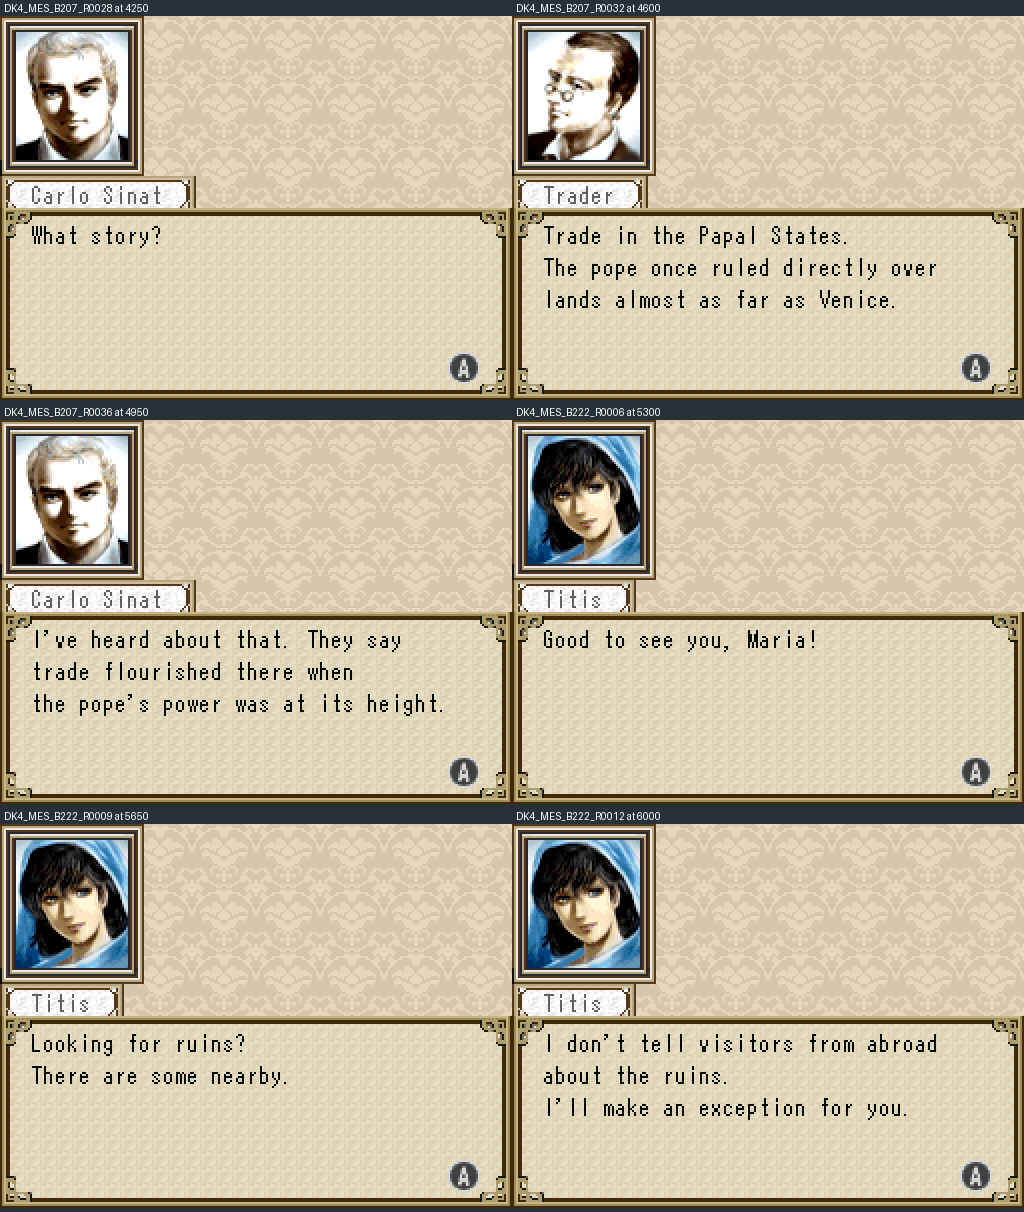 DK4_MES_B207_R0028 at 4250
Carlo Sinat
What story?
A
DK4_MES_B207_R0032 at 4600
Trader
Trade in the Papal States.
The pope once ruled directly over
lands almost as far as Venice.
A
DK4_MES_B207_R0036 at 4950
Carlo Sinat
I've heard about that. They say
trade flourished there when
the pope's power was at its height.
A
DK4_MES_B222_R0006 at 5300
Titis
Good to see you, Maria!
A
DK4_MES_B222_R0009 at 5650
Titis
Looking for ruins?
There are some nearby.
A
DK4_MES_B222_R0012 at 6000
Titis
I don't tell visitors from abroad
about the ruins.
I'll make an exception for you.
A